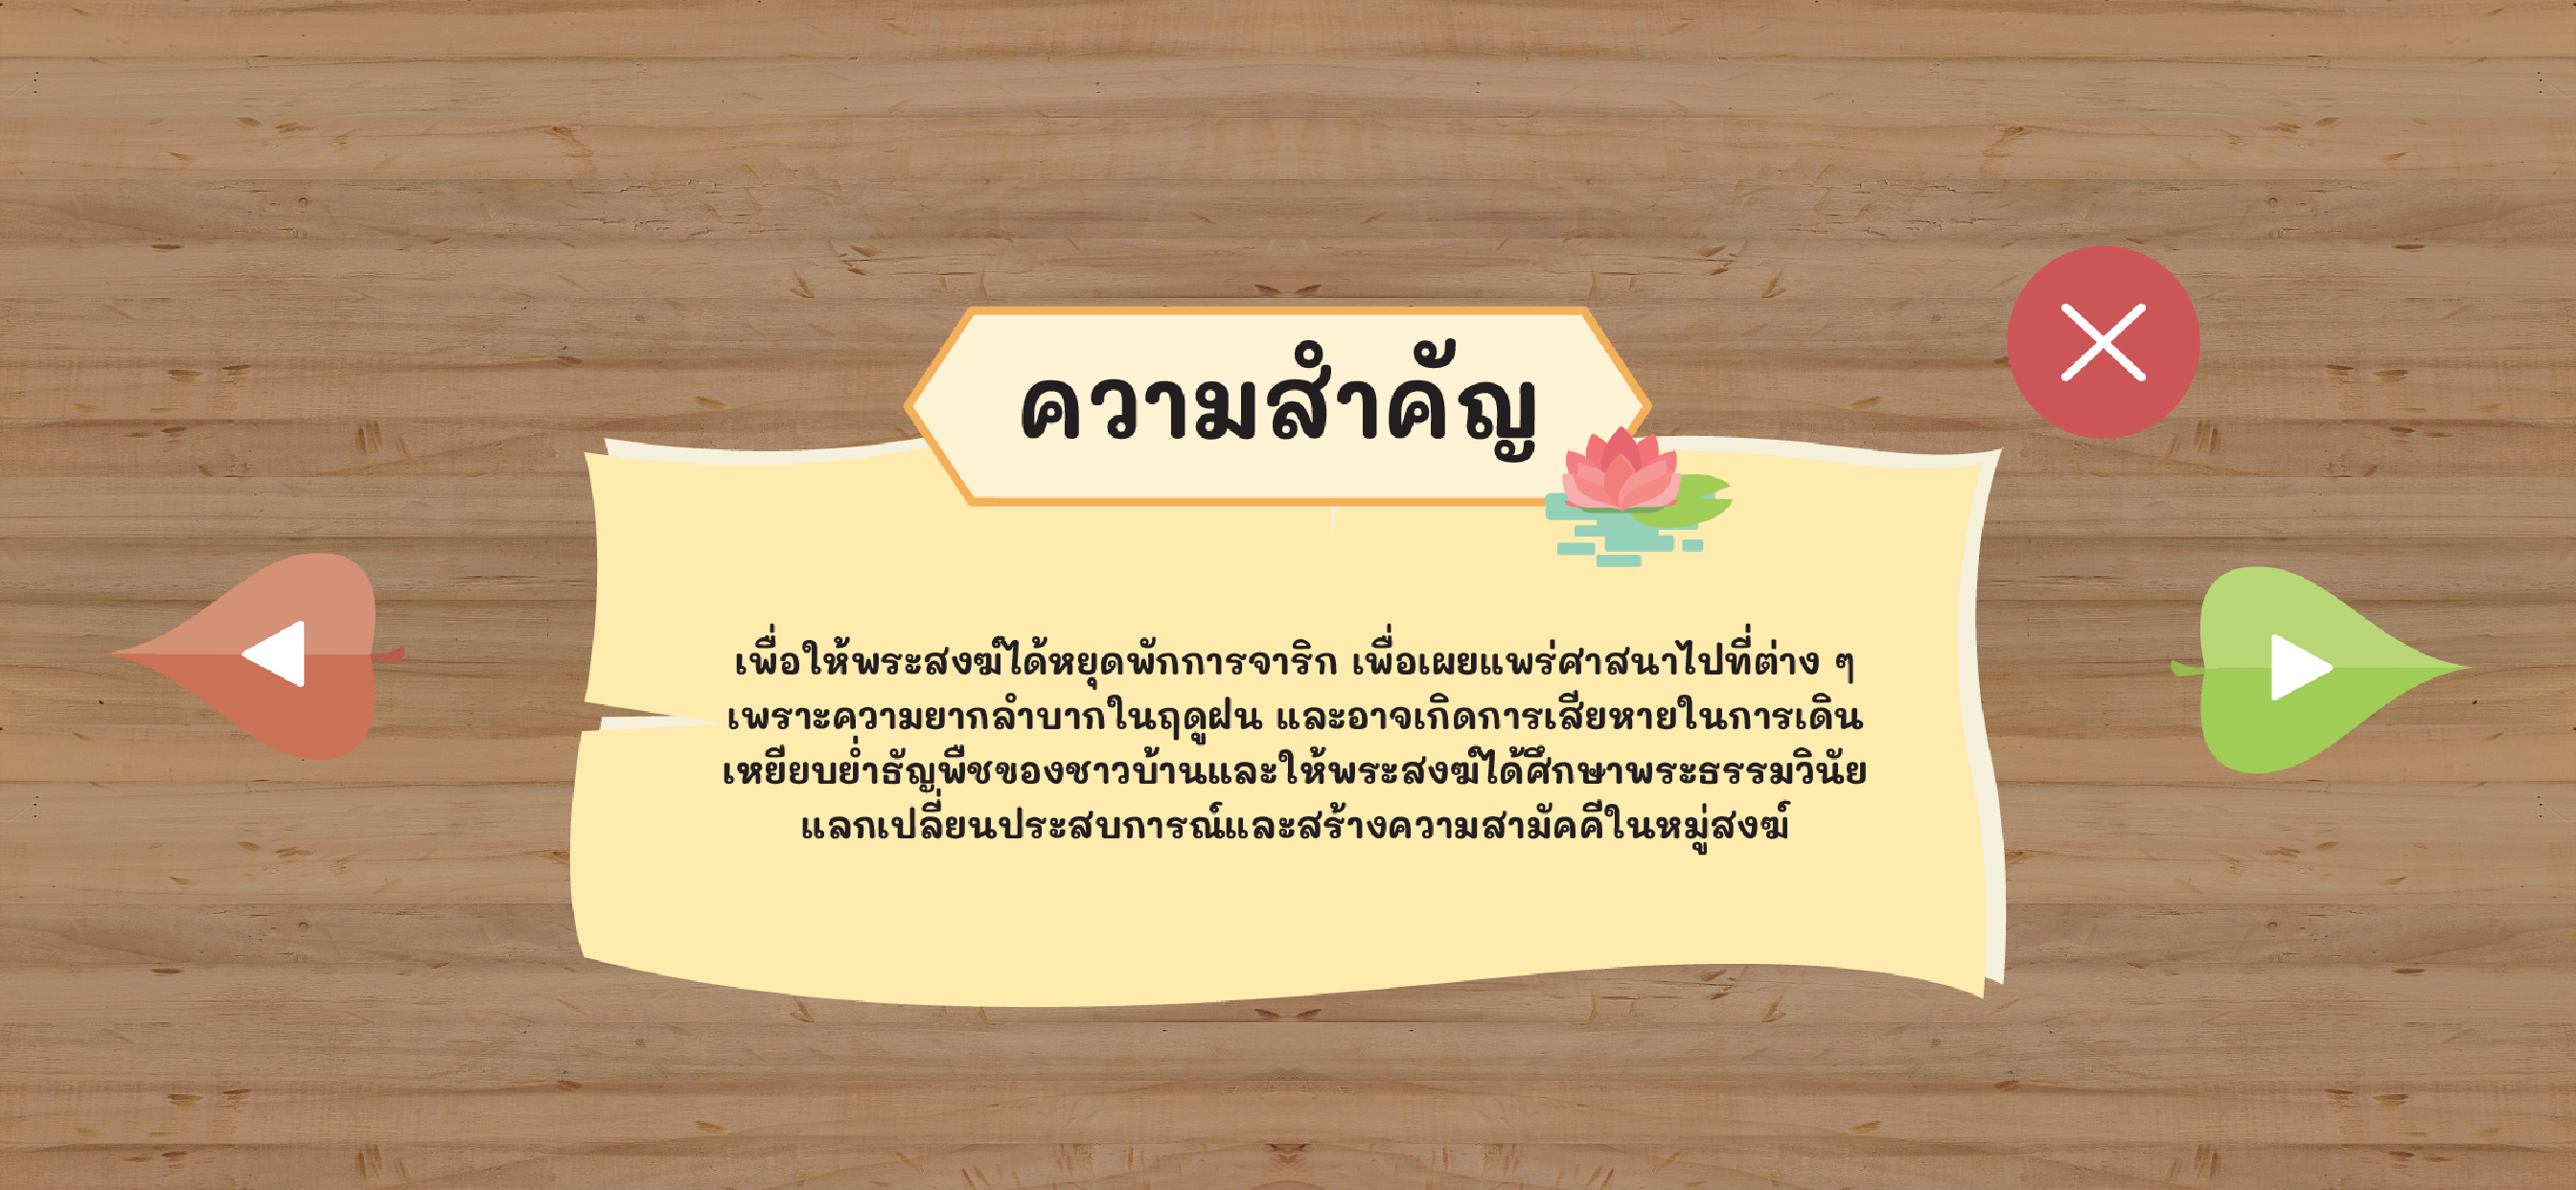 ความสำคัญ
เพื่อให้พระสงฆ์ได้หยุดพักการจาริก เพื่อเผยแพร่ศาสนาไปที่ต่าง ๆ
เพราะความยากลำบากในฤดูฝน และอาจเกิดการเสียหายในการเดิน
เหยียบย่ำธัญพืชของชาวบ้านและให้พระสงฆ์ได้ศึกษาพระธรรมวินัย
แลกเปลี่ยนประสบการณ์และสร้างความสามัคคีในหมู่สงฆ์